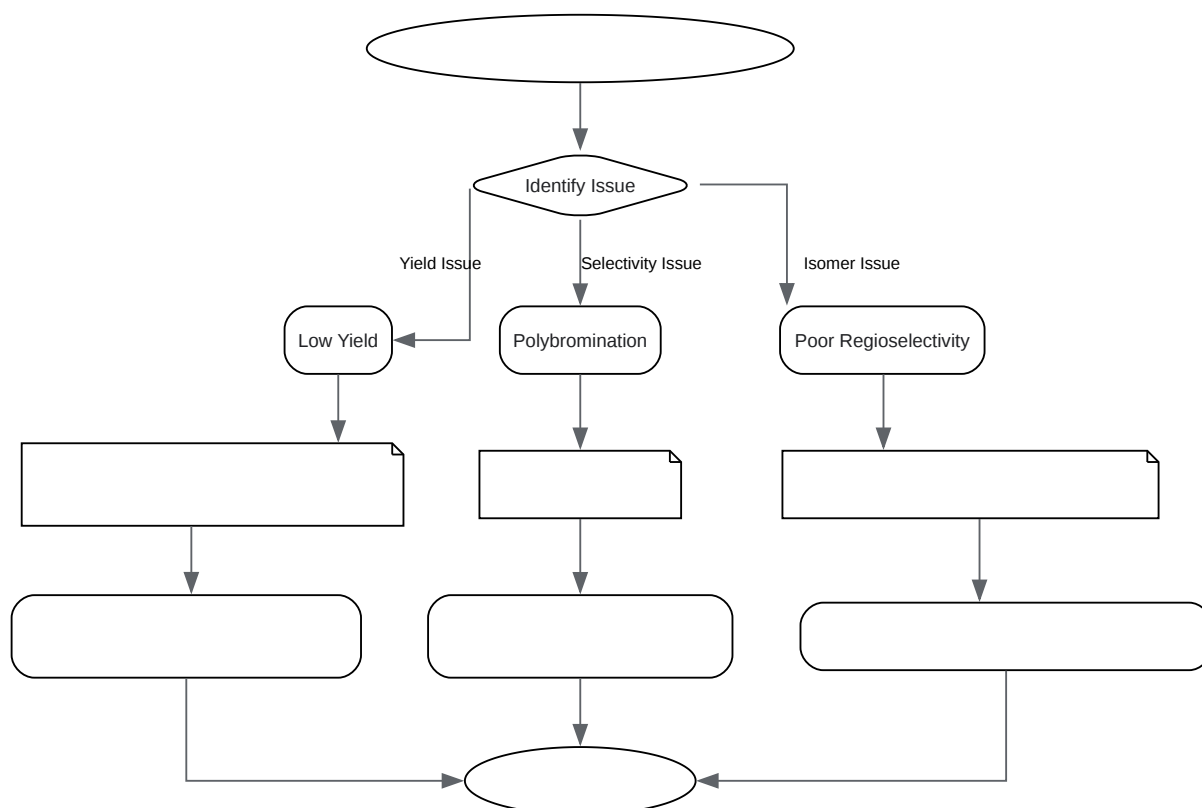 Identify Issue
Yield Issue
Selectivity Issue
Isomer Issue
Low Yield
Polybromination
Poor Regioselectivity